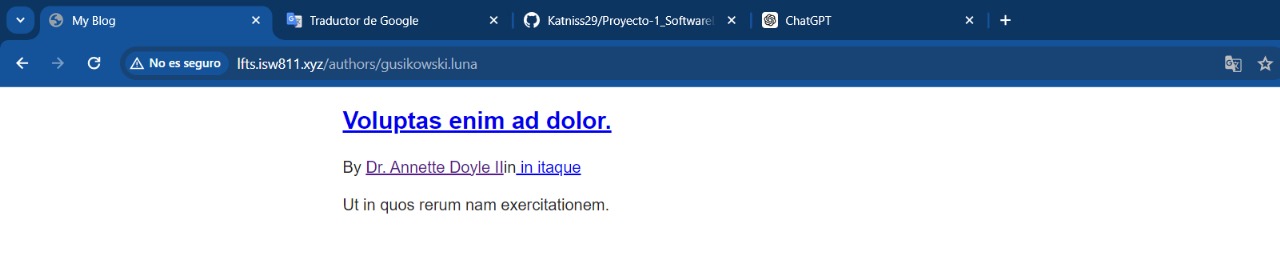 My Blog
Traductor de Google
Katniss29/Proyecto-1_Software
ChatGPT
No es seguro
lfts.isw811.xyz/authors/gusikowski.luna
Voluptas enim ad dolor.
By Dr. Annette Doyle IIin in itaque
Ut in quos rerum nam exercitationem.